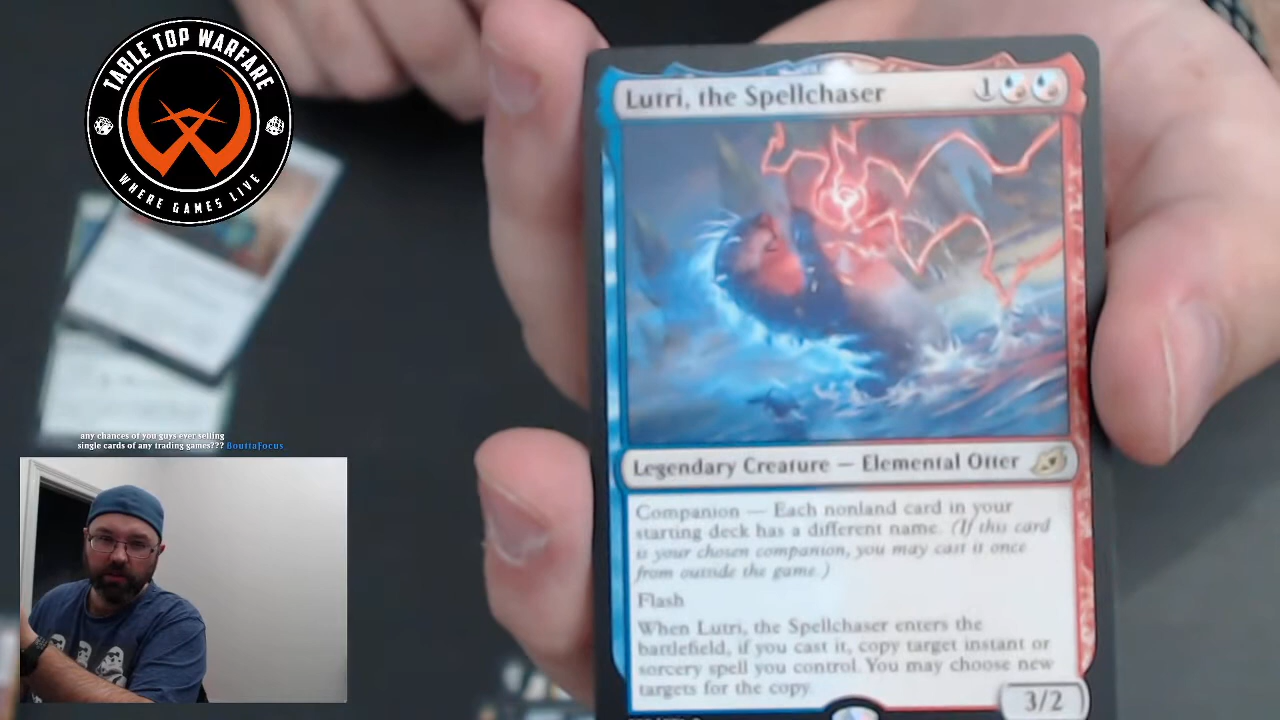 TABLE TOP WARFARE
WHERE GAMES LIVE
Lutri, the Spellchaser 1
Legendary Creature — Elemental Otter
Companion — Each nonland card in your
starting deck has a different name. (If this card
is your chosen companion, you may cast it once
from outside the game.)
Flash
When Lutri, the Spellchaser enters the
battlefield, if you cast it, copy target instant or
sorcery spell you control. You may choose new
targets for the copy.
3/2
any chances of you guys ever selling
single cards of any trading games??? BouttaFocus